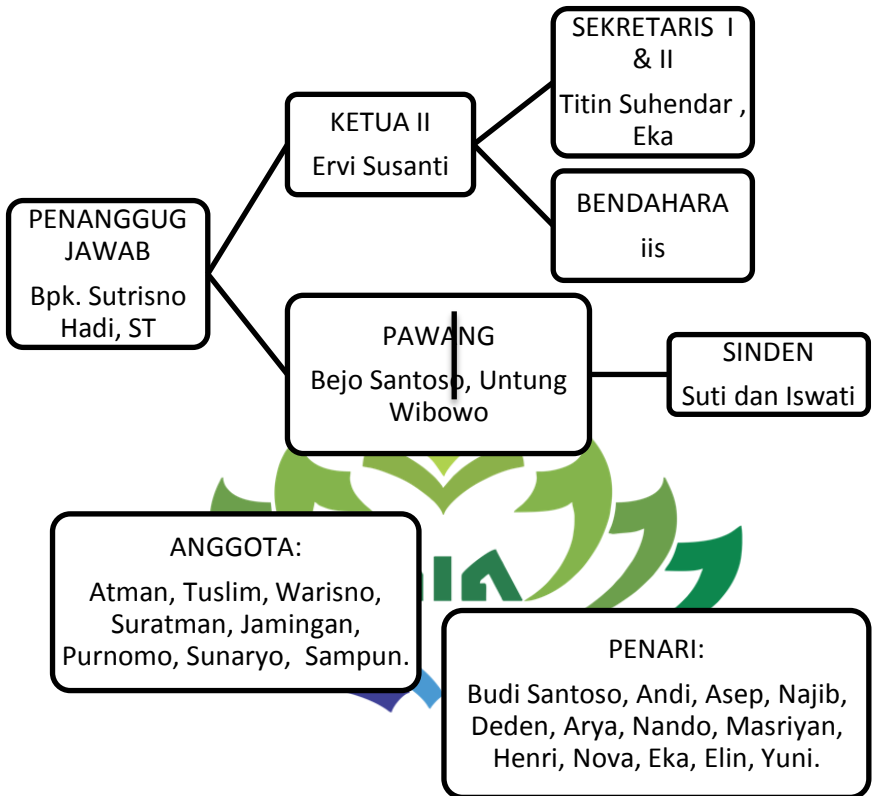 PENANGGUG
JAWAB
Bpk. Sutrisno
Hadi, ST
KETUA II
Ervi Susanti
SEKRETARIS I
& II
Titin Suhendar ,
Eka
BENDAHARA
iis
PAWANG
Bejo Santoso, Untung
Wibowo
SINDEN
Suti dan Iswati
ANGGOTA:
Atman, Tuslim, Warisno,
Suratman, Jamingan,
Purnomo, Sunaryo, Sampun.
PENARI:
Budi Santoso, Andi, Asep, Najib,
Deden, Arya, Nando, Masriyan,
Henri, Nova, Eka, Elin, Yuni.